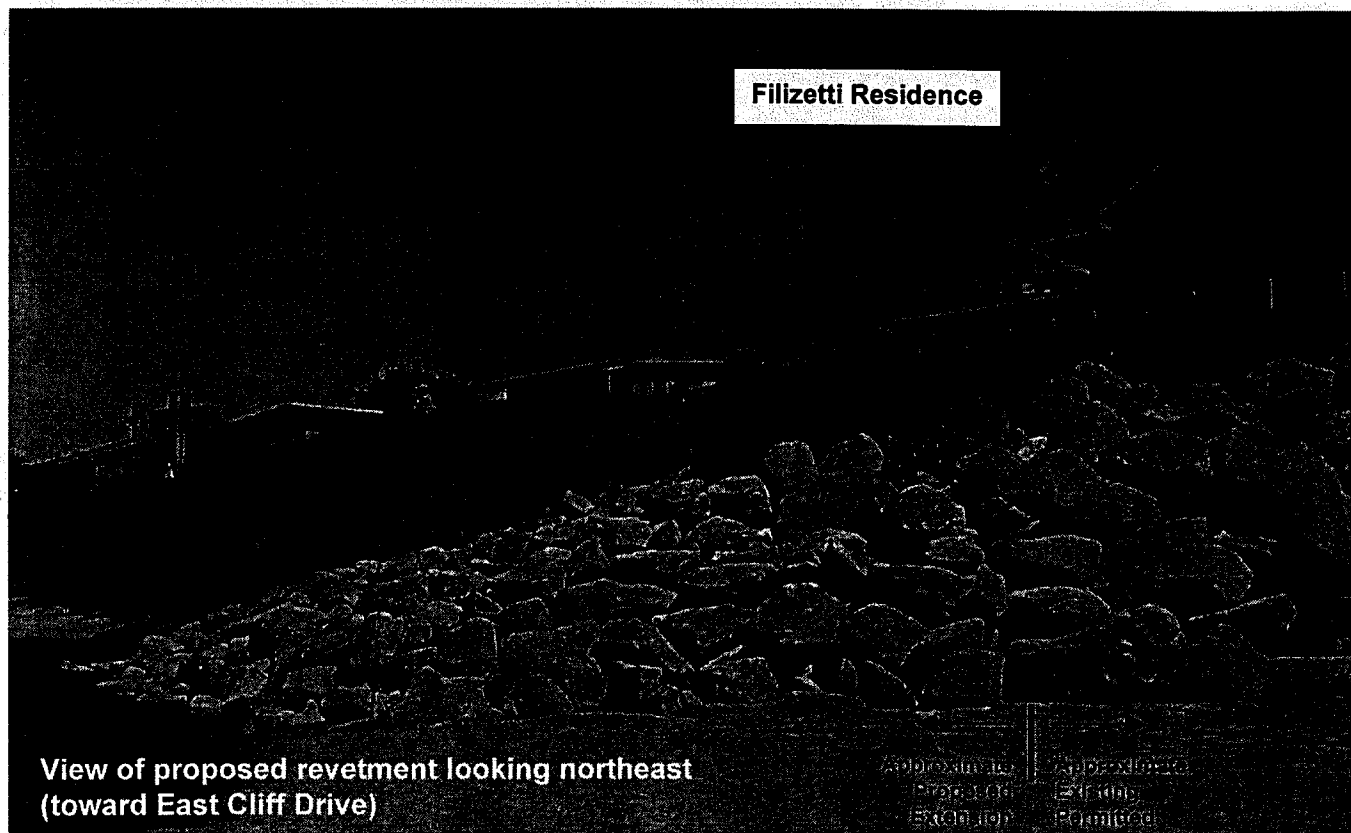 Filizetti Residence
View of proposed revetment looking northeast
(toward East Cliff Drive)
Approximate Approximate
Proposed Existing
Extension Permitted